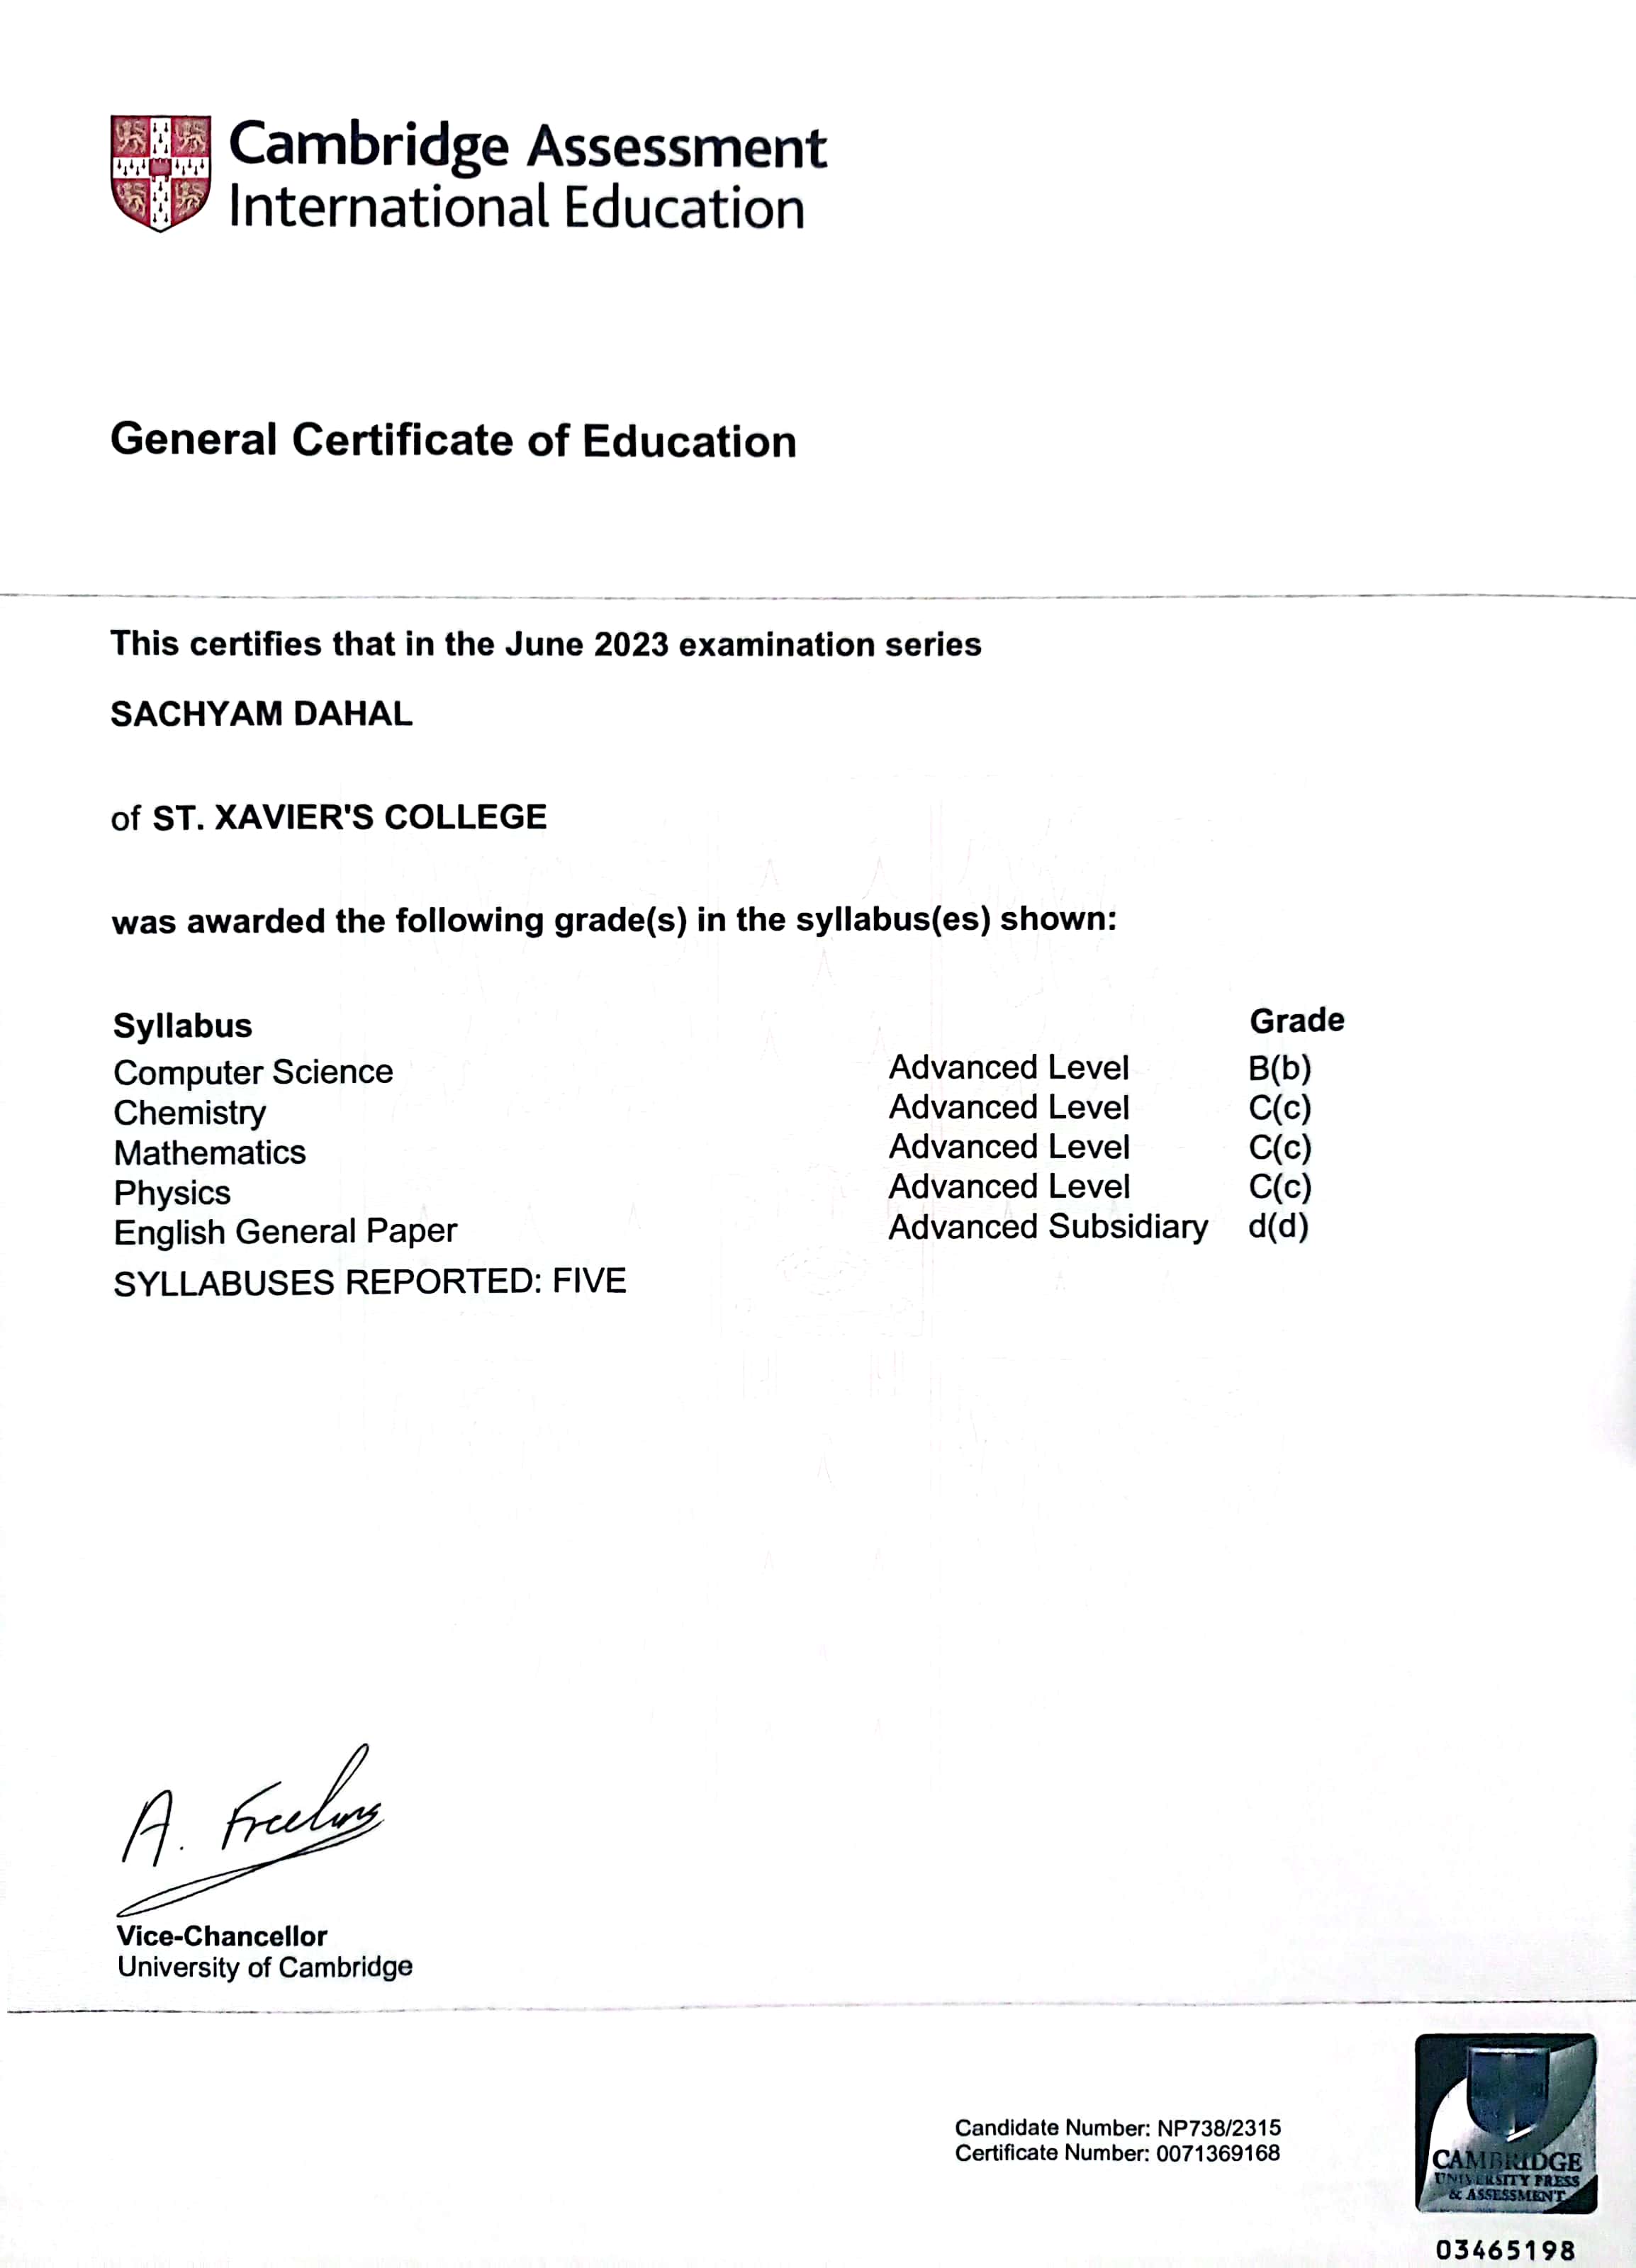 Cambridge Assessment
International Education
General Certificate of Education
This certifies that in the June 2023 examination series
SACHYAM DAHAL
of ST. XAVIER'S COLLEGE
was awarded the following grade(s) in the syllabus(es) shown:
Syllabus Grade
Computer Science Advanced Level B(b)
Chemistry Advanced Level C(c)
Mathematics Advanced Level C(c)
Physics Advanced Level C(c)
English General Paper Advanced Subsidiary d(d)
SYLLABUSES REPORTED: FIVE
A. Freeling
Vice-Chancellor
University of Cambridge
Candidate Number: NP738/2315
Certificate Number: 0071369168
CAMBRIDGE
UNIVERSITY PRESS
& ASSESSMENT
03465198